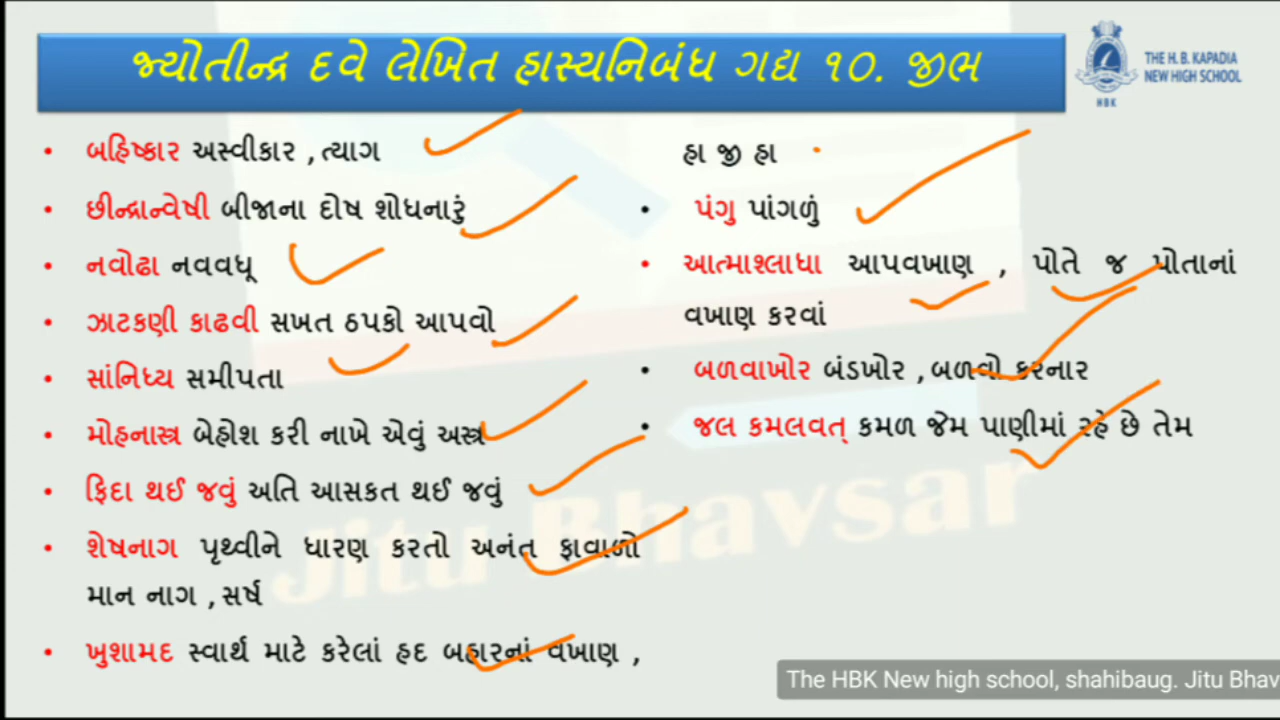 જ્યોતીન્દ્ર દવે લેખિત હાસ્યનિબંધ ગદ્ય ૧૦. જીભ
THE H. B. KAPADIA
NEW HIGH SCHOOL
HBK
• બહિષ્કાર અસ્વીકાર , ત્યાગ
• છીન્દ્રાન્વેષી બીજાના દોષ શોધનારું
• નવોઢા નવવધૂ
• ઝાટકણી કાઢવી સખત ઠપકો આપવો
• સાંનિધ્ય સમીપતા
• મોહનાસ્ત્ર બેહોશ કરી નાખે એવું અસ્ત્ર
• ફિદા થઈ જવું અતિ આસકત થઈ જવું
• શેષનાગ પૃથ્વીને ધારણ કરતો અનંત ફાવાળો
માન નાગ , સર્ષ
• ખુશામદ સ્વાર્થ માટે કરેલાં હદ બહારનાં વખાણ ,
હા જી હા
• પંગુ પાંગળું
• આત્માશ્લાધા આપવખાણ , પોતે જ પોતાનાં
વખાણ કરવાં
• બળવાખોર બંડખોર , બળવો કરનાર
• જલ કમલવત્ કમળ જેમ પાણીમાં રહે છે તેમ
Jitu Bhavsar
The HBK New high school, shahibaug. Jitu Bhav